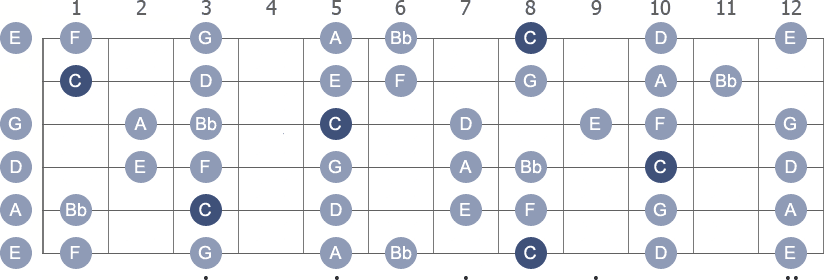 1 2 3 4 5 6 7 8 9 10 11 12
E F G A Bb C D E
C D E F G A Bb
G A Bb C D E F G
D E F G A Bb C D
A Bb C D E F G A
E F G A Bb C D E